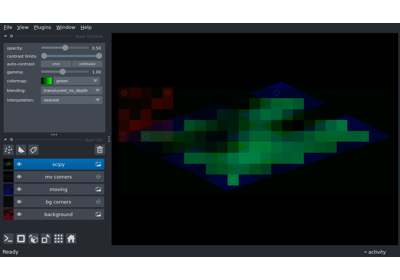 File View Plugins Window Help
opacity: 0.50
contrast limits:
auto-contrast: once continuous
gamma: 1.00
colormap: green
blending: translucent_no_depth
interpolation: nearest
scipy
mv corners
moving
bg corners
background
Ready
activity